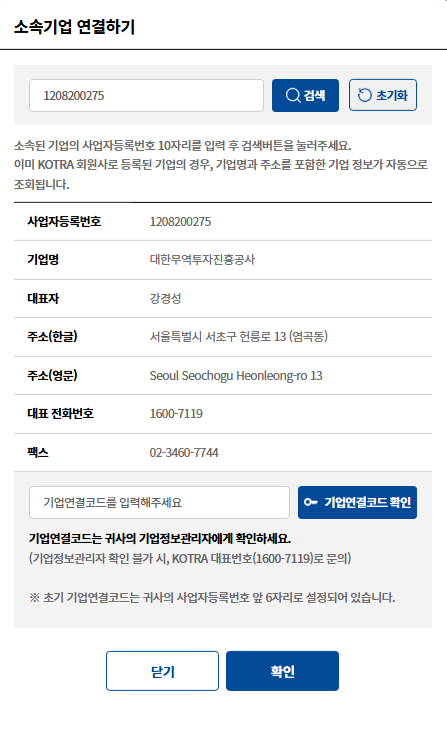 소속기업 연결하기
1208200275
검색
초기화
소속된 기업의 사업자등록번호 10자리를 입력 후 검색버튼을 눌러주세요.
이미 KOTRA 회원사로 등록된 기업의 경우, 기업명과 주소를 포함한 기업 정보가 자동으로
조회됩니다.
사업자등록번호 1208200275
기업명 대한무역투자진흥공사
대표자 강경성
주소(한글) 서울특별시 서초구 헌릉로 13 (염곡동)
주소(영문) Seoul Seochogu Heonleong-ro 13
대표 전화번호 1600-7119
팩스 02-3460-7744
기업연결코드를 입력해주세요
기업연결코드 확인
기업연결코드는 귀사의 기업정보관리자에게 확인하세요.
(기업정보관리자 확인 불가 시, KOTRA 대표번호(1600-7119)로 문의)
※ 초기 기업연결코드는 귀사의 사업자등록번호 앞 6자리로 설정되어 있습니다.
닫기
확인